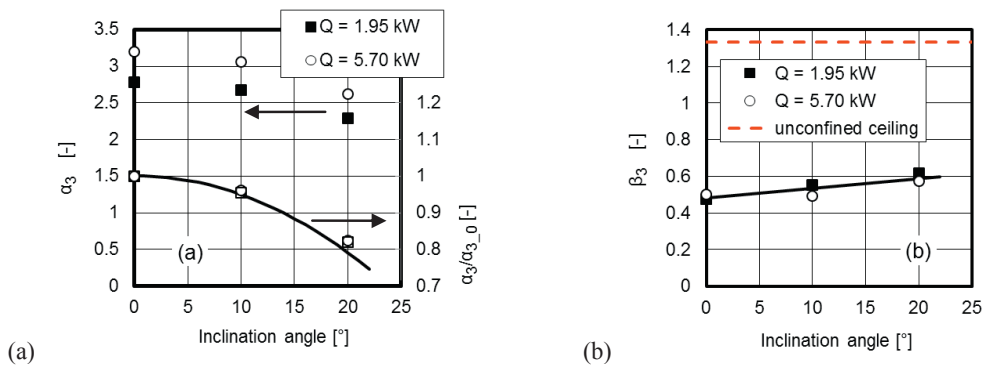 3.5
3
2.5
2
1.5
1
0.5
0
α3 [-]
Q = 1.95 kW
Q = 5.70 kW
1.2
1.1
1
0.9
0.8
0.7
α3/α3_0 [-]
(a)
0 5 10 15 20 25
Inclination angle [°]
(a)
1.4
1.2
1
0.8
0.6
0.4
0.2
0
β3 [-]
Q = 1.95 kW
Q = 5.70 kW
unconfined ceiling
(b)
0 5 10 15 20 25
Inclination angle [°]
(b)